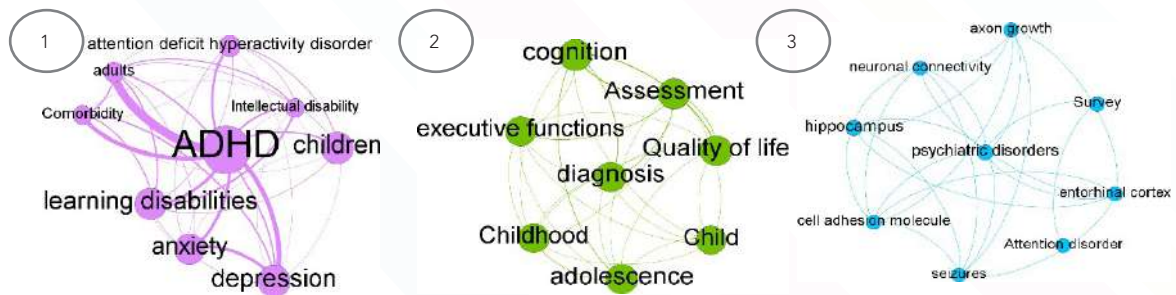 1
attention deficit hyperactivity disorder
adults
Comorbidity
Intellectual disability
ADHD
children
learning disabilities
anxiety
depression
2
cognition
Assessment
executive functions
Quality of life
diagnosis
Childhood
Child
adolescence
3
axon growth
neuronal connectivity
Survey
hippocampus
psychiatric disorders
entorhinal cortex
cell adhesion molecule
Attention disorder
seizures